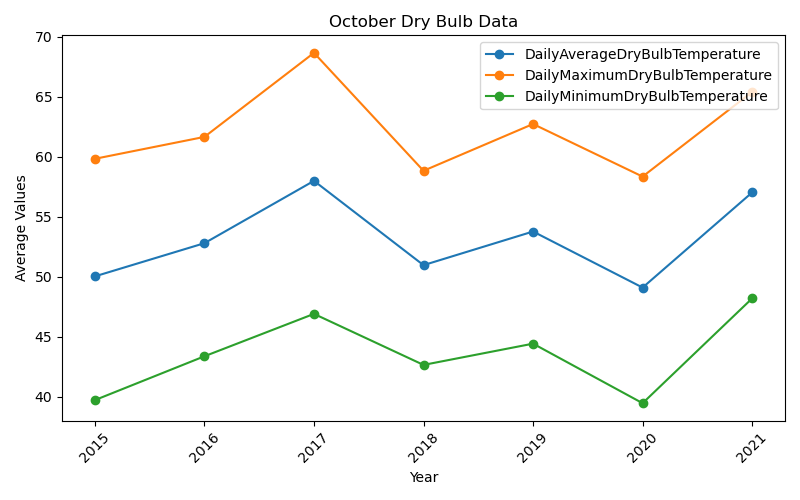 October Dry Bulb Data
DailyAverageDryBulbTemperature
DailyMaximumDryBulbTemperature
DailyMinimumDryBulbTemperature
Average Values
70
65
60
55
50
45
40
2015
2016
2017
2018
2019
2020
2021
Year